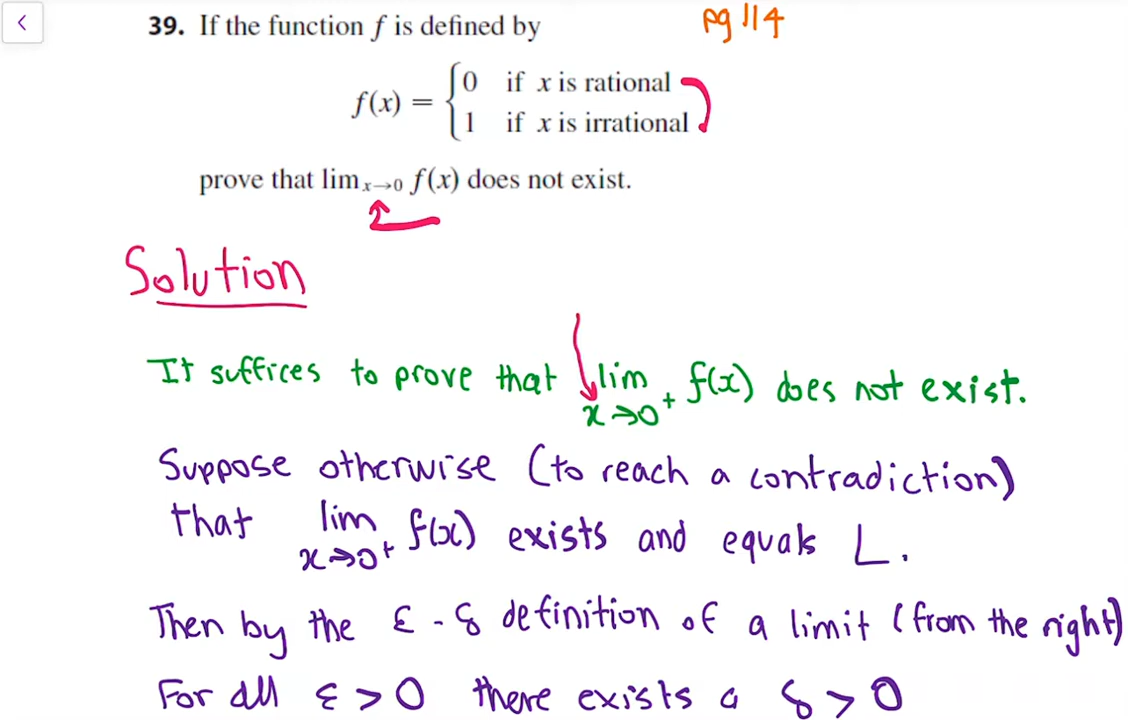 39. If the function f is defined by
pg 114
f(x) = { 0 if x is rational
1 if x is irrational
prove that lim x→0 f(x) does not exist.
Solution
It suffices to prove that lim x→0⁺ f(x) does not exist.
Suppose otherwise (to reach a contradiction)
that lim x→0⁺ f(x) exists and equals L.
Then by the ε-δ definition of a limit (from the right)
For all ε > 0 there exists a δ > 0